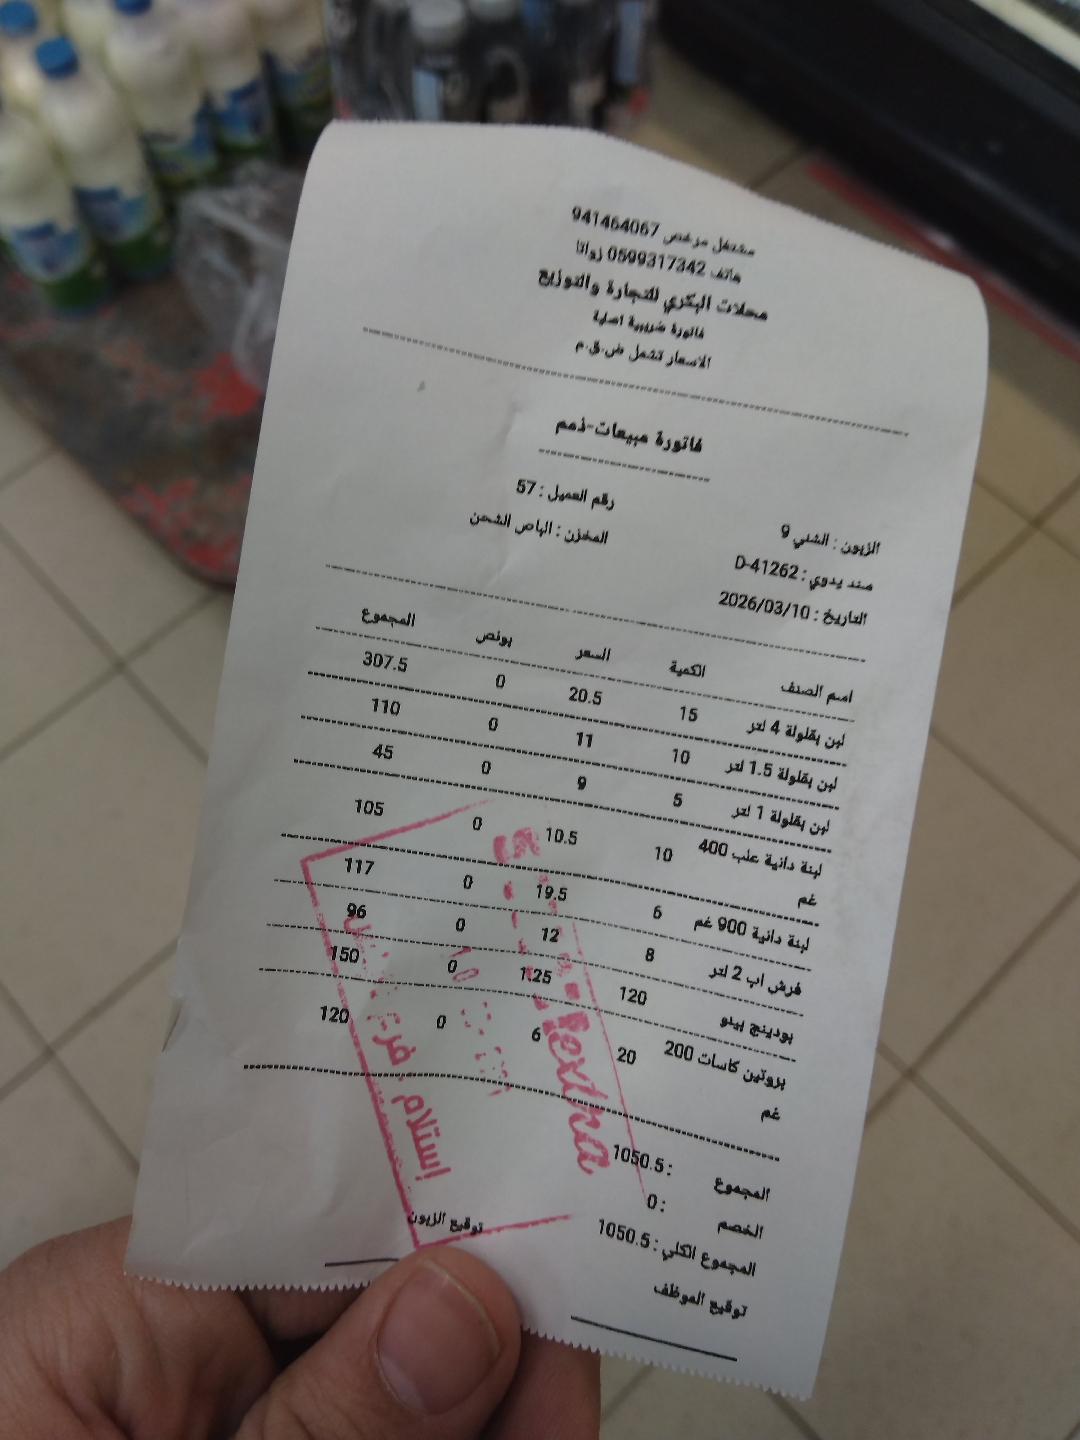 مشتغل مرخص 941464067
هاتف 0599317342 زواتا
محلات البكري للتجارة والتوزيع
فاتورة ضريبية اصلية
الاسعار تشمل ض.ق.م
فاتورة مبيعات-ذمم
الزبون : الشني 9 رقم العميل : 57
سند يدوي : D-41262 المخزن : الباص الشحن
التاريخ : 2026/03/10
اسم الصنف الكمية السعر بونص المجموع
لبن بقلولة 4 لتر 15 20.5 0 307.5
لبن بقلولة 1.5 لتر 10 11 0 110
لبن بقلولة 1 لتر 5 9 0 45
لبنة دانية علب 400 10 10.5 0 105
غم
لبنة دانية 900 غم 6 19.5 0 117
فرش اب 2 لتر 8 12 0 96
بودينج بيدو 120 1.25 0 150
بروتين كاسات 200 20 6 0 120
غم
المجموع : 1050.5
الخصم : 0
المجموع الكلي : 1050.5
توقيع الموظف توقيع الزبون
extra
إستلام فرع